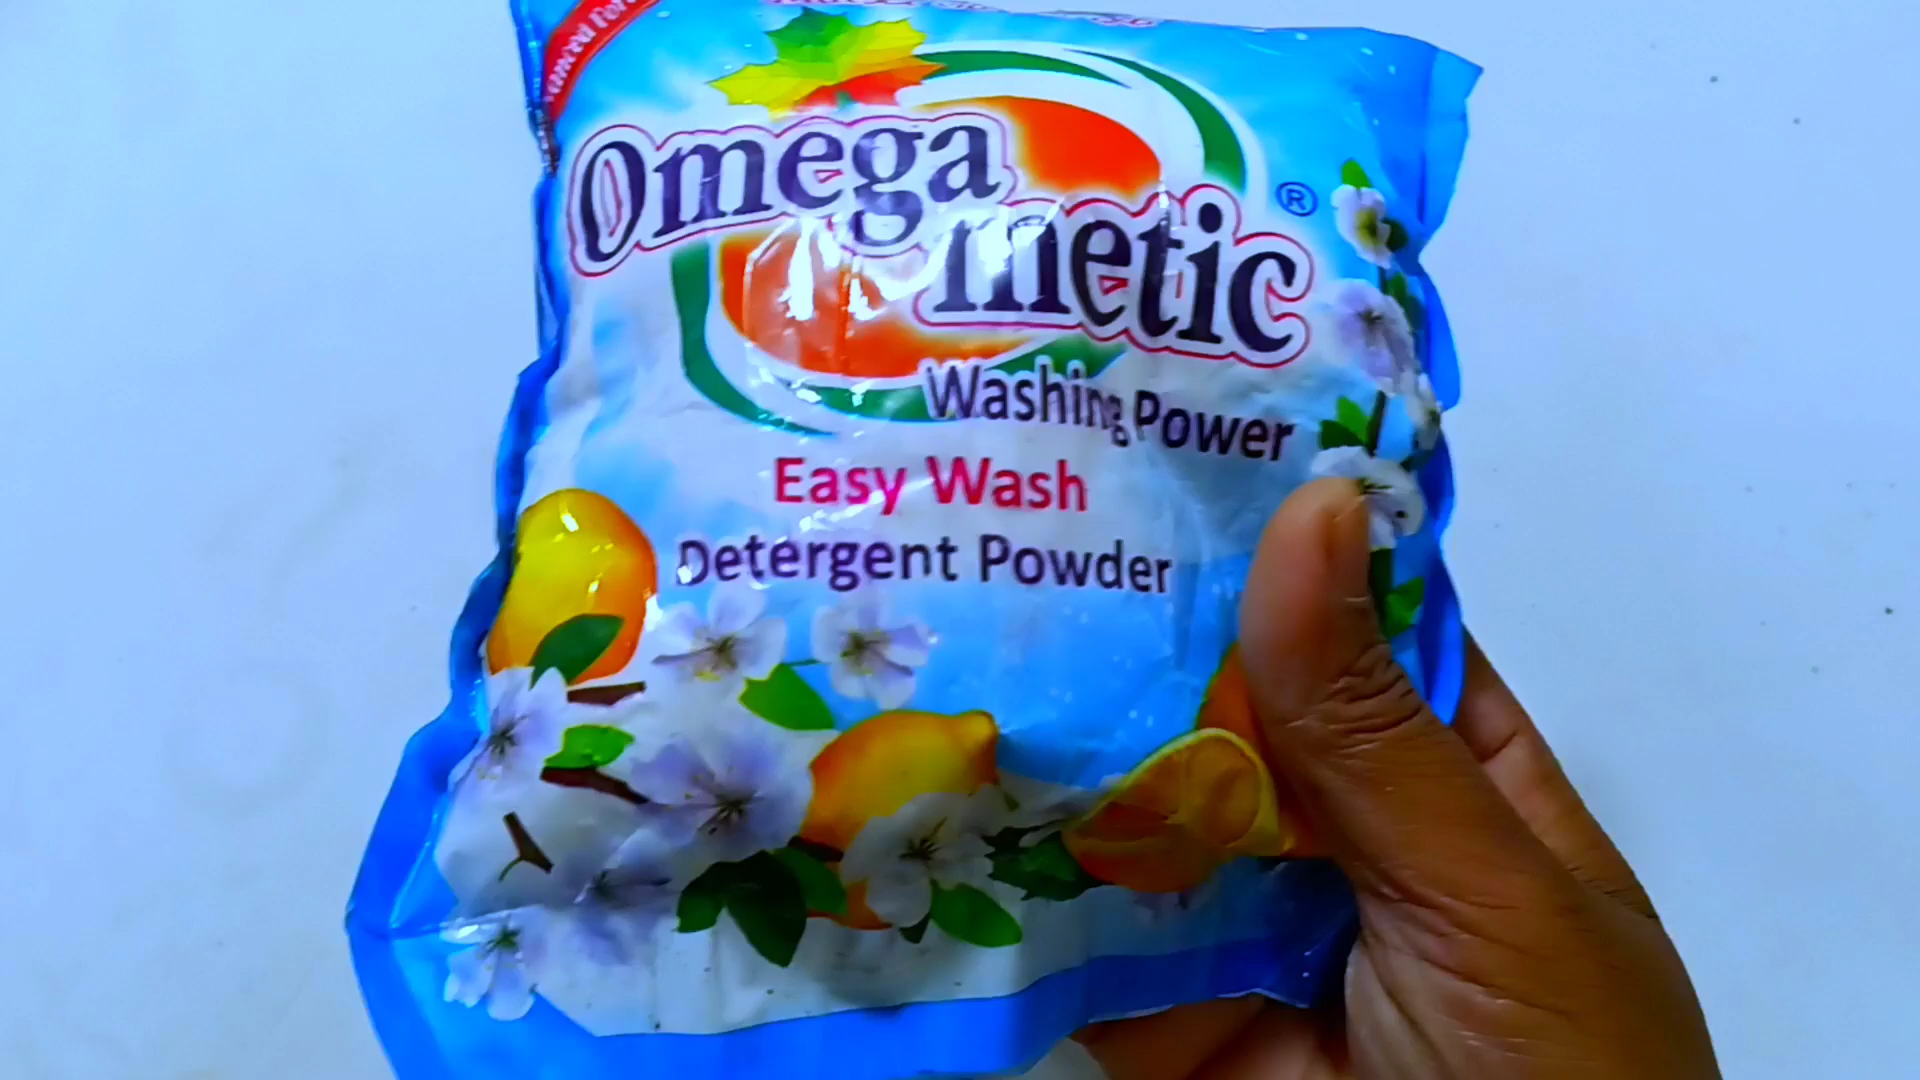 Omega
metic ®
Washing Power
Easy Wash
Detergent Powder